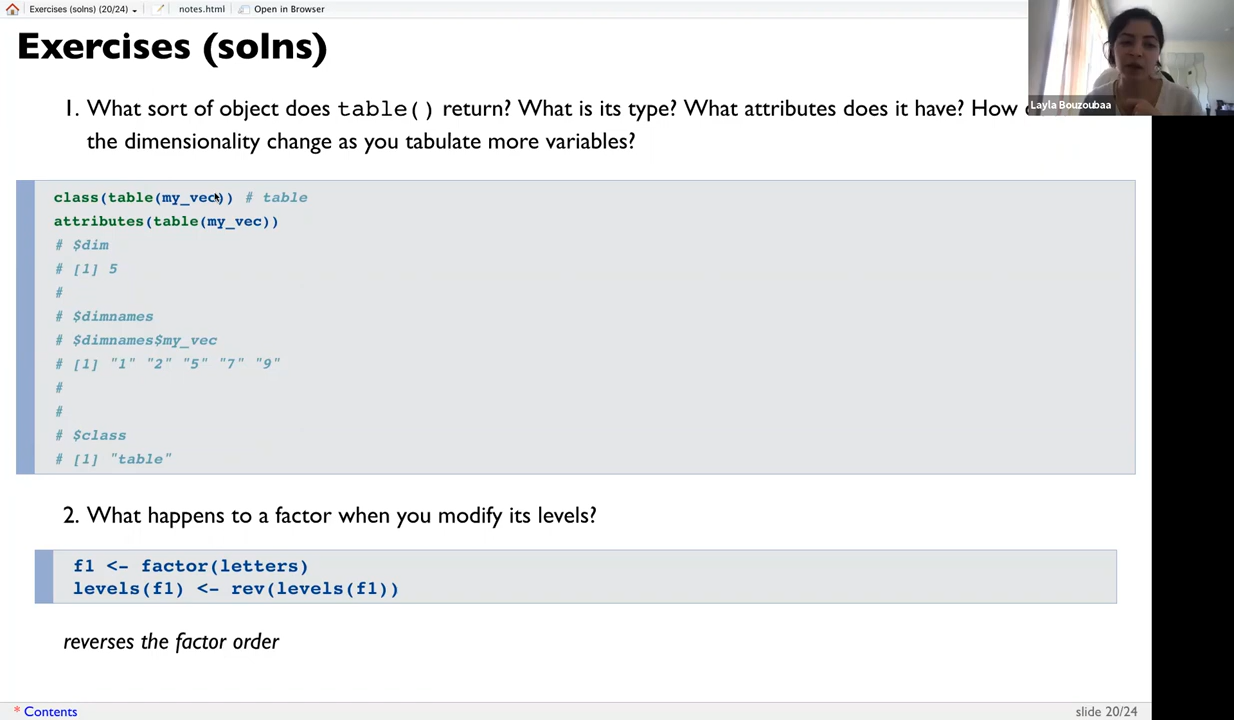 Exercises (solns) (20/24)
notes.html
Open in Browser
Exercises (solns)
Layla Bouzoubaa
1. What sort of object does table() return? What is its type? What attributes does it have? How
the dimensionality change as you tabulate more variables?
class(table(my_vec)) # table
attributes(table(my_vec))
# $dim
# [1] 5
#
# $dimnames
# $dimnames$my_vec
# [1] "1" "2" "5" "7" "9"
#
#
# $class
# [1] "table"
2. What happens to a factor when you modify its levels?
f1 <- factor(letters)
levels(f1) <- rev(levels(f1))
reverses the factor order
* Contents
slide 20/24